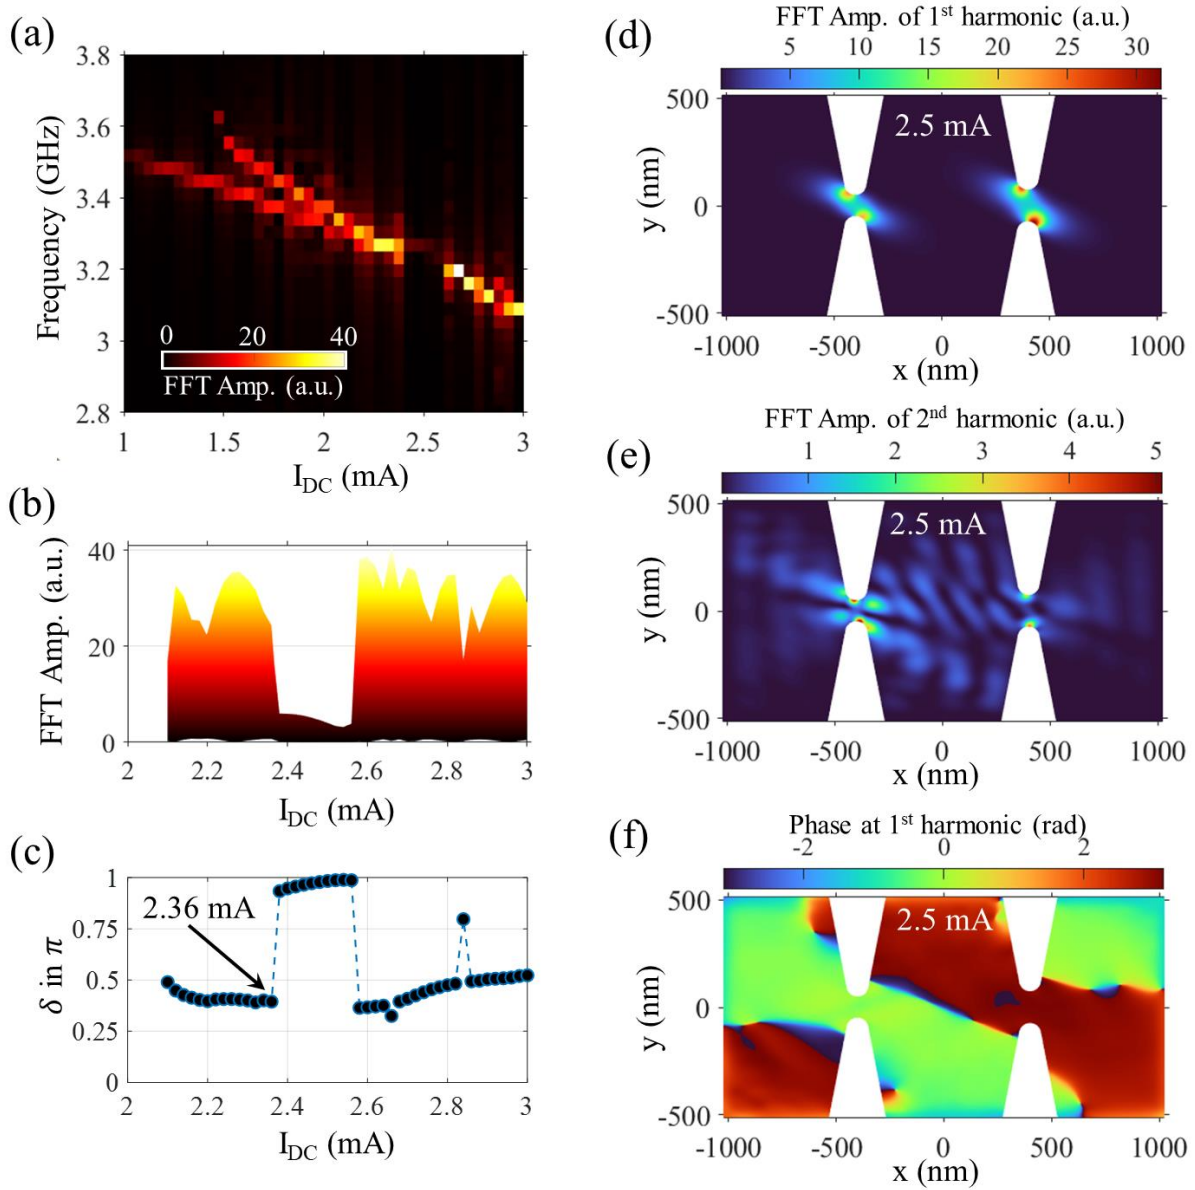 (a)
3.8
3.6
3.4
3.2
3
2.8
Frequency (GHz)
0 20 40
FFT Amp. (a.u.)
1 1.5 2 2.5 3
I_DC (mA)
(b)
40
20
0
FFT Amp. (a.u.)
2 2.2 2.4 2.6 2.8 3
I_DC (mA)
(c)
1
0.75
0.5
0.25
0
δ in π
2.36 mA
2 2.2 2.4 2.6 2.8 3
I_DC (mA)
(d)
FFT Amp. of 1st harmonic (a.u.)
5 10 15 20 25 30
2.5 mA
500
0
-500
y (nm)
-1000 -500 0 500 1000
x (nm)
(e)
FFT Amp. of 2nd harmonic (a.u.)
1 2 3 4 5
2.5 mA
500
0
-500
y (nm)
-1000 -500 0 500 1000
x (nm)
(f)
Phase at 1st harmonic (rad)
-2 0 2
2.5 mA
500
0
-500
y (nm)
-1000 -500 0 500 1000
x (nm)